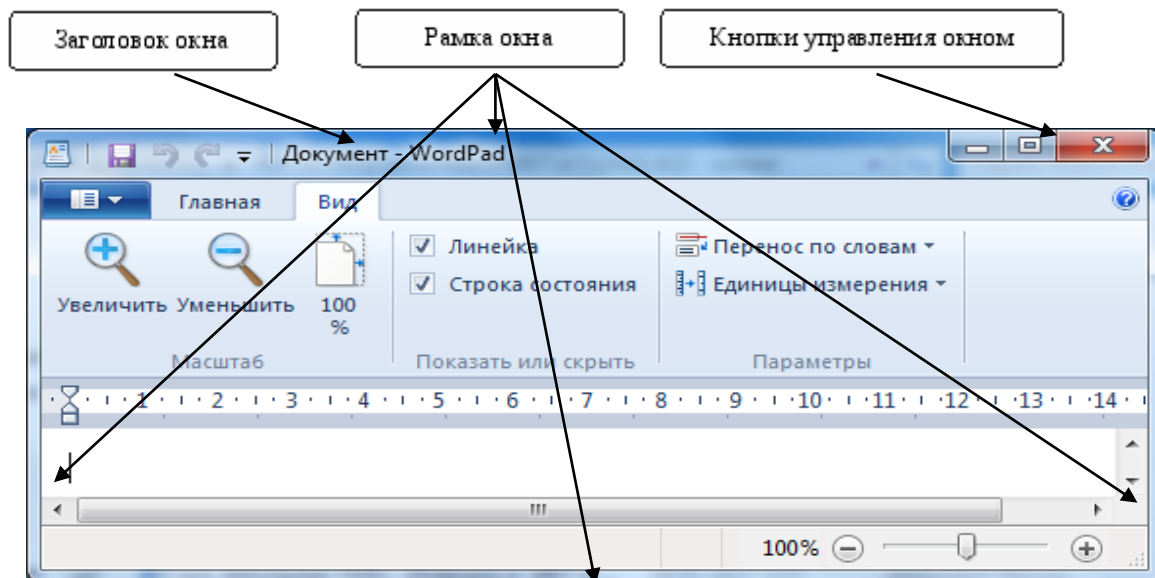 Заголовок окна
Рамка окна
Кнопки управления окном
Документ - WordPad
Главная
Вид
Увеличить
Уменьшить
100
%
Масштаб
Линейка
Строка состояния
Показать или скрыть
Перенос по словам
Единицы измерения
Параметры
1 2 3 4 5 6 7 8 9 10 11 12 13 14
100%